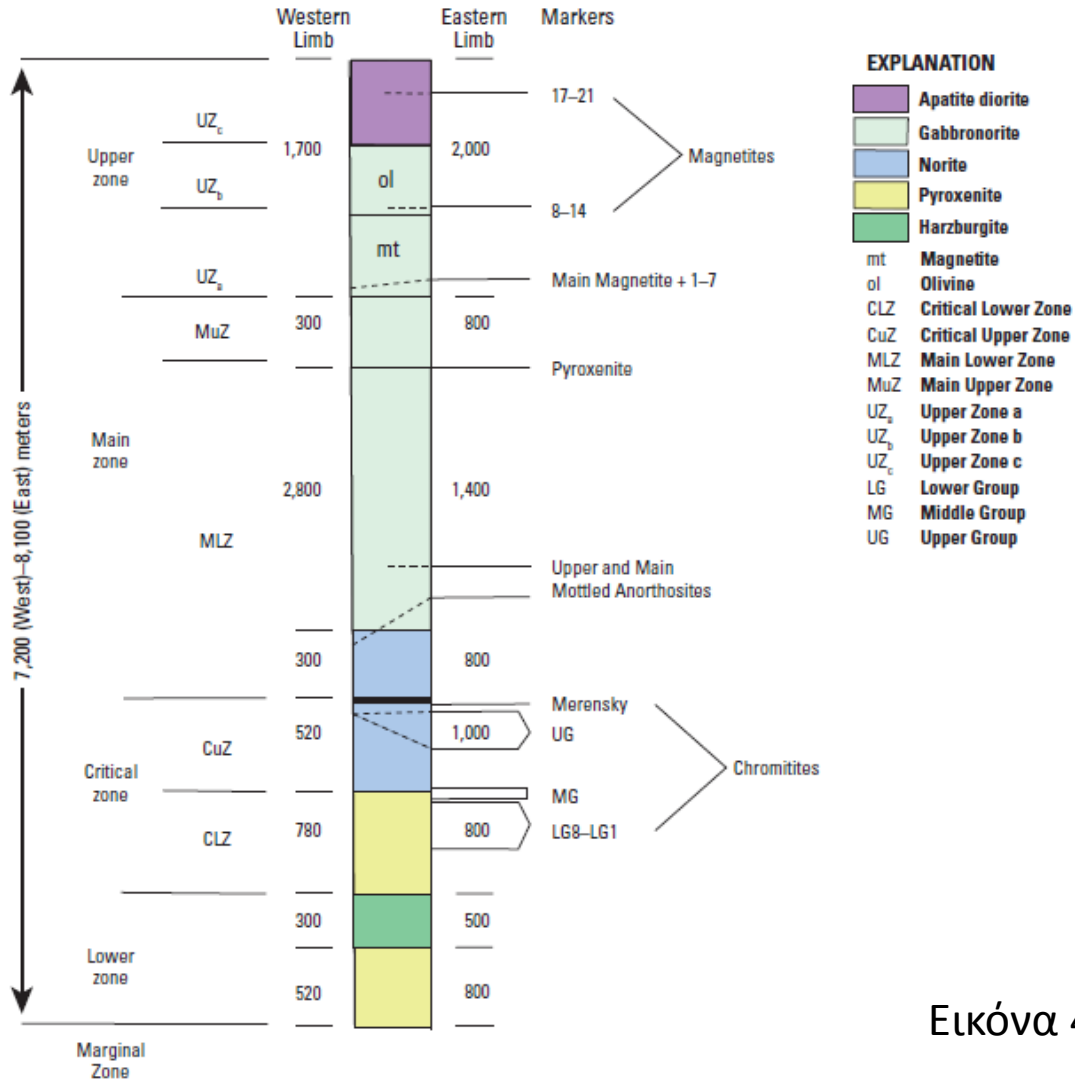 Western
Limb
Eastern
Limb
Markers
7,200 (West)–8,100 (East) meters
Upper
zone
UZc
UZb
UZa
1,700
2,000
ol
mt
17–21
8–14
Magnetites
Main Magnetite + 1–7
Main
zone
MuZ
300
800
Pyroxenite
MLZ
2,800
1,400
Upper and Main
Mottled Anorthosites
300
800
Critical
zone
CuZ
520
1,000
Merensky
UG
Chromitites
MG
CLZ
780
800
LG8–LG1
Lower
zone
300
500
520
800
Marginal
Zone
EXPLANATION
Apatite diorite
Gabbronorite
Norite
Pyroxenite
Harzburgite
mt Magnetite
ol Olivine
CLZ Critical Lower Zone
CuZ Critical Upper Zone
MLZ Main Lower Zone
MuZ Main Upper Zone
UZa Upper Zone a
UZb Upper Zone b
UZc Upper Zone c
LG Lower Group
MG Middle Group
UG Upper Group
Εικόνα 4